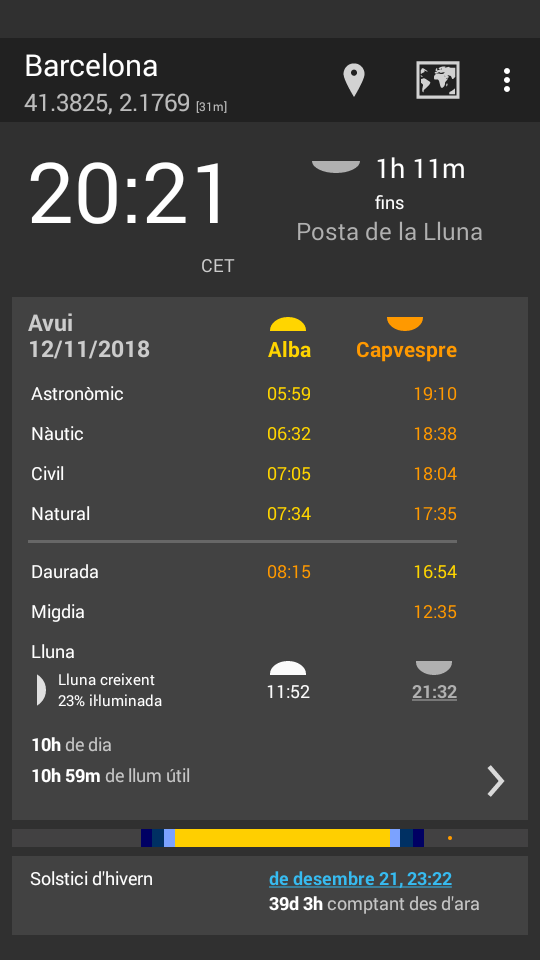 Barcelona
41.3825, 2.1769 [31m]
20:21
CET
1h 11m
fins
Posta de la Lluna
Avui
12/11/2018
Alba Capvespre
Astronòmic 05:59 19:10
Nàutic 06:32 18:38
Civil 07:05 18:04
Natural 07:34 17:35
Daurada 08:15 16:54
Migdia 12:35
Lluna
Lluna creixent
23% il·luminada
11:52 21:32
10h de dia
10h 59m de llum útil
Solstici d'hivern de desembre 21, 23:22
39d 3h comptant des d'ara